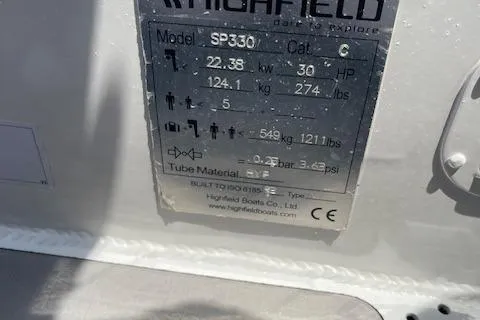 HIGHFIELD
dare to explore
Model SP330 Cat. C
< 22.38 kw 30 HP
124.1 kg 274 lbs
< 5
< 549 kg 1211 lbs
= 0.25 bar 3.63 psi
Tube Material HYP
BUILT TO ISO 6185- Type
Highfield Boats Co., Ltd.
www.highfieldboats.com CE